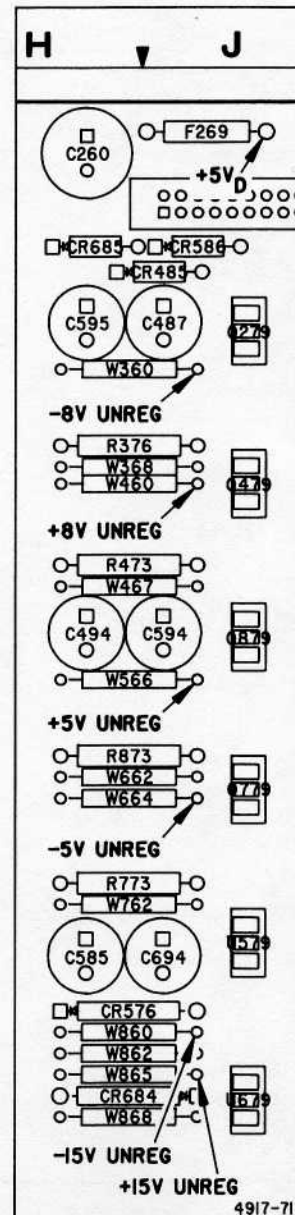 H J
F269
C260
+5VD
CR685 CR586
CR485
C595 C487 Q279
W360
-8V UNREG
R376
W368
W460 Q479
+8V UNREG
R473
W467
C494 C594 Q879
W566
+5V UNREG
R873
W662
W664 Q779
-5V UNREG
R773
W762
C585 C694 U579
CR576
W860
W862
W865
CR684 U679
W868
-15V UNREG
+15V UNREG
4917-71